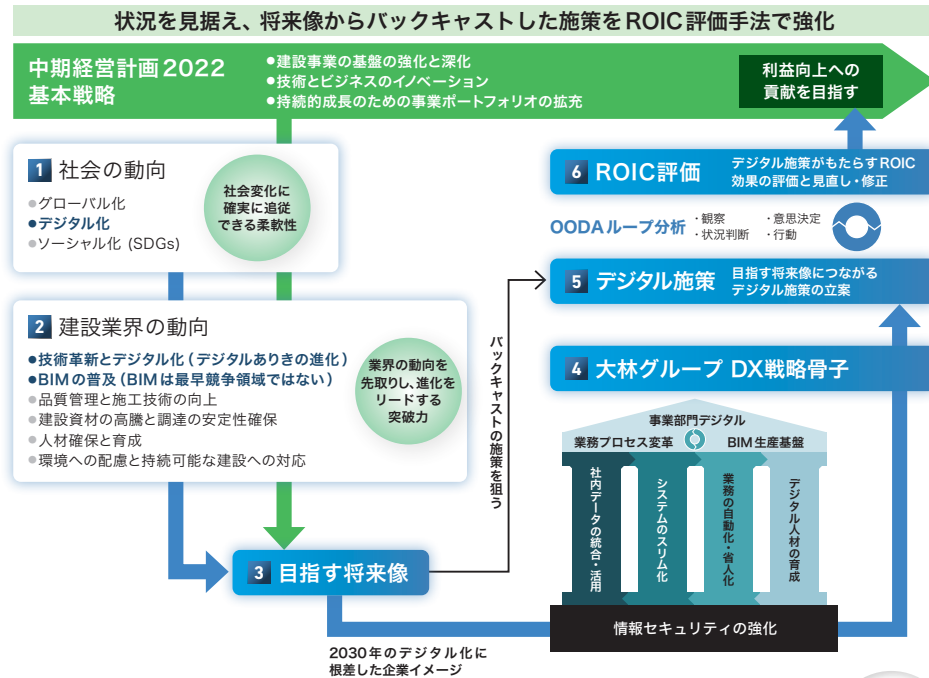 状況を見据え、将来像からバックキャストした施策をROIC評価手法で強化
中期経営計画2022
基本戦略
●建設事業の基盤の強化と深化
●技術とビジネスのイノベーション
●持続的成長のための事業ポートフォリオの拡充
利益向上への
貢献を目指す
1 社会の動向
●グローバル化
●デジタル化
●ソーシャル化 (SDGs)
社会変化に
確実に追従
できる柔軟性
2 建設業界の動向
●技術革新とデジタル化（デジタルありきの進化）
●BIMの普及（BIMは最早競争領域ではない）
●品質管理と施工技術の向上
●建設資材の高騰と調達の安定性確保
●人材確保と育成
●環境への配慮と持続可能な建設への対応
業界の動向を
先取りし、進化を
リードする
突破力
3 目指す将来像
2030年のデジタル化に
根差した企業イメージ
バックキャストの施策を狙う
6 ROIC評価
デジタル施策がもたらすROIC
効果の評価と見直し・修正
OODAループ分析
・観察
・意思決定
・状況判断
・行動
5 デジタル施策
目指す将来像につながる
デジタル施策の立案
4 大林グループ DX戦略骨子
事業部門デジタル
業務プロセス変革
BIM生産基盤
社内データの統合・活用
システムのスリム化
業務の自動化・省人化
デジタル人材の育成
情報セキュリティの強化